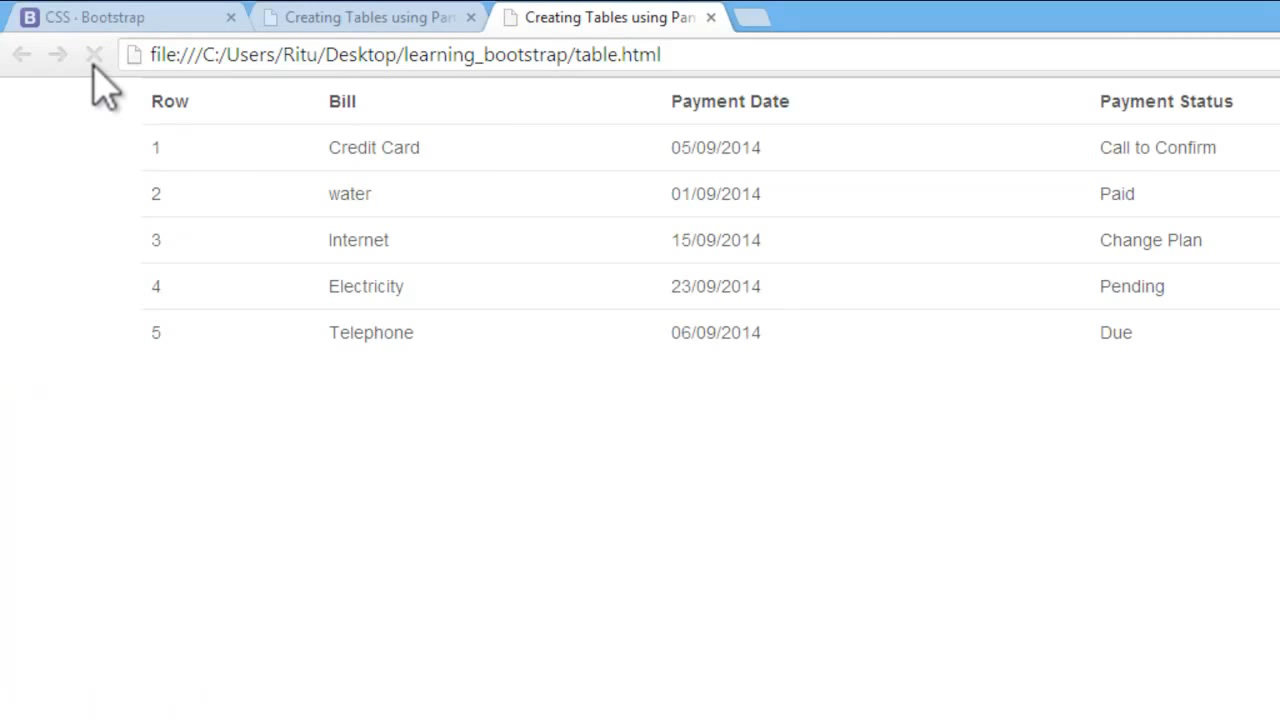 B CSS · Bootstrap Creating Tables using Pan Creating Tables using Pan
file:///C:/Users/Ritu/Desktop/learning_bootstrap/table.html
Row Bill Payment Date Payment Status
1 Credit Card 05/09/2014 Call to Confirm
2 water 01/09/2014 Paid
3 Internet 15/09/2014 Change Plan
4 Electricity 23/09/2014 Pending
5 Telephone 06/09/2014 Due